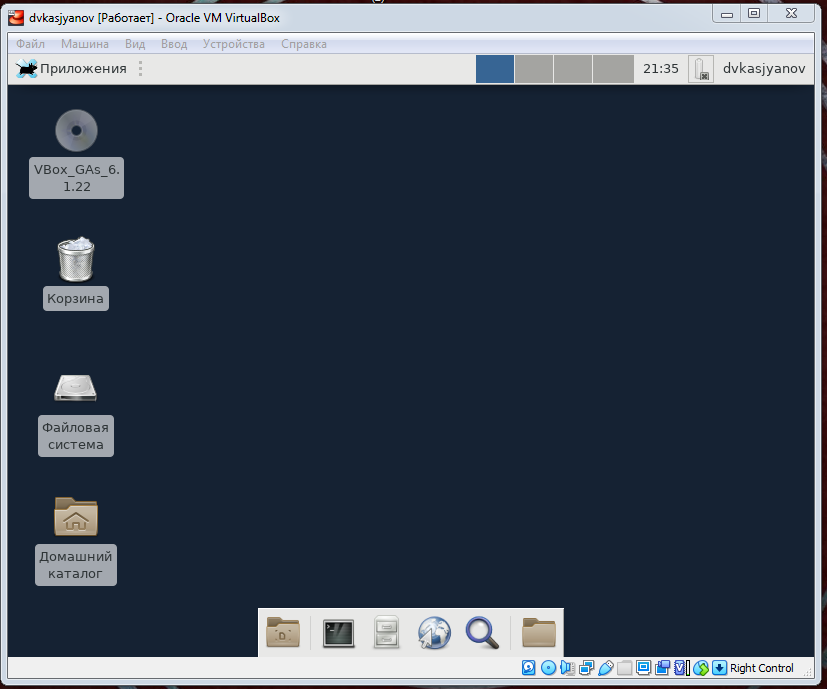 dvkasjyanov [Работает] - Oracle VM VirtualBox
Файл Машина Вид Ввод Устройства Справка
Приложения 21:35 dvkasjyanov
VBox_GAs_6.
1.22
Корзина
Файловая
система
Домашний
каталог
Right Control